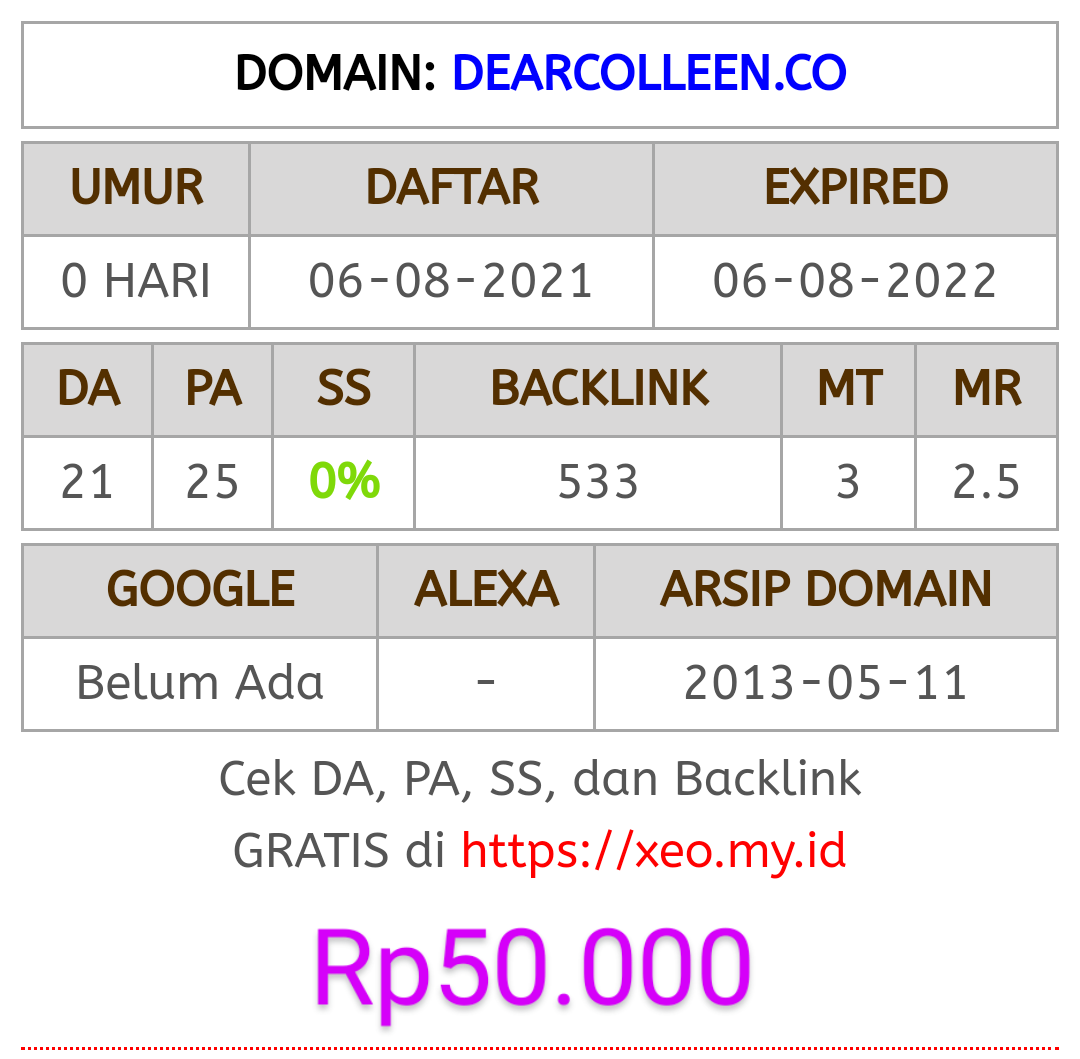 DOMAIN: DEARCOLLEEN.CO
UMUR DAFTAR EXPIRED
0 HARI 06-08-2021 06-08-2022
DA PA SS BACKLINK MT MR
21 25 0% 533 3 2.5
GOOGLE ALEXA ARSIP DOMAIN
Belum Ada - 2013-05-11
Cek DA, PA, SS, dan Backlink
GRATIS di https://xeo.my.id
Rp50.000